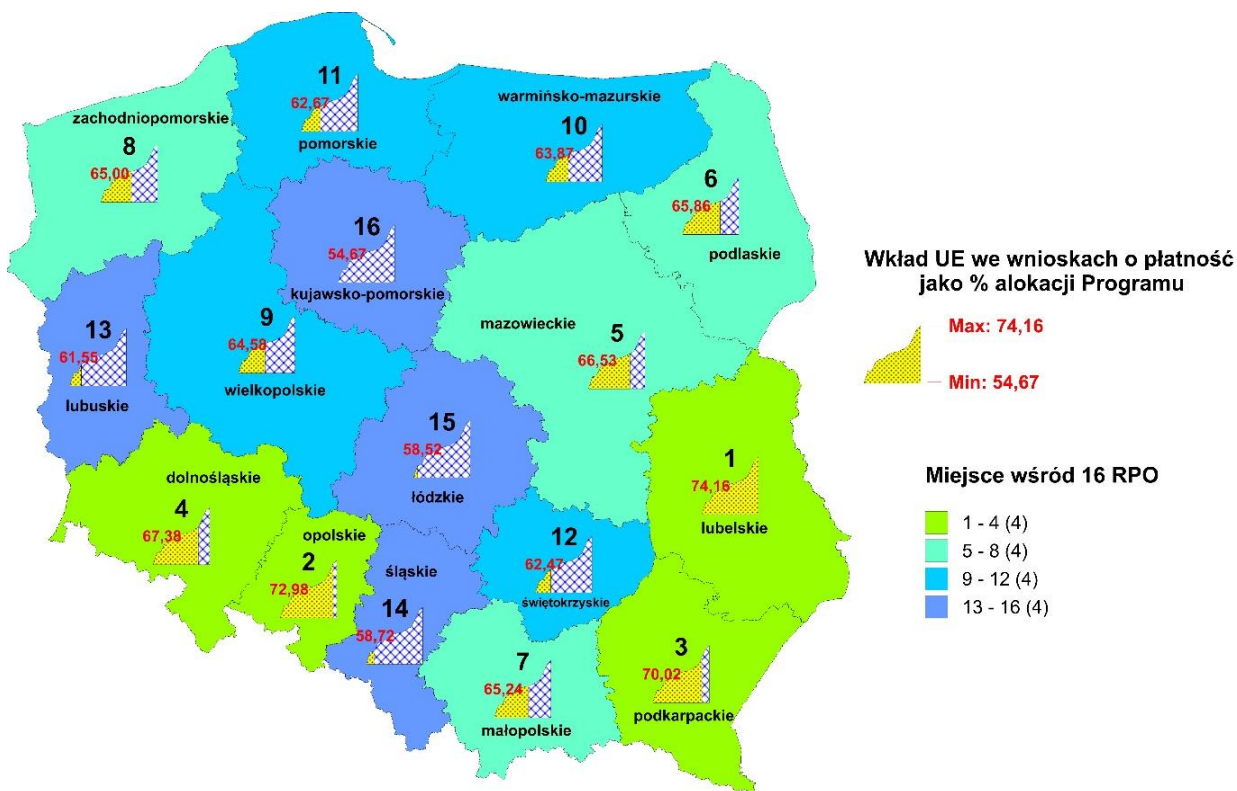 11
62,67
pomorskie
warmińsko-mazurskie
10
63,87
zachodniopomorskie
8
65,00
6
65,86
podlaskie
16
54,67
kujawsko-pomorskie
13
61,55
lubuskie
9
64,58
wielkopolskie
mazowieckie
5
66,53
15
58,52
łódzkie
1
74,16
lubelskie
dolnośląskie
4
67,38
opolskie
2
72,98
śląskie
14
58,72
12
62,47
świętokrzyskie
7
65,24
małopolskie
3
70,02
podkarpackie
Wkład UE we wnioskach o płatność
jako % alokacji Programu
Max: 74,16
Min: 54,67
Miejsce wśród 16 RPO
1 - 4 (4)
5 - 8 (4)
9 - 12 (4)
13 - 16 (4)